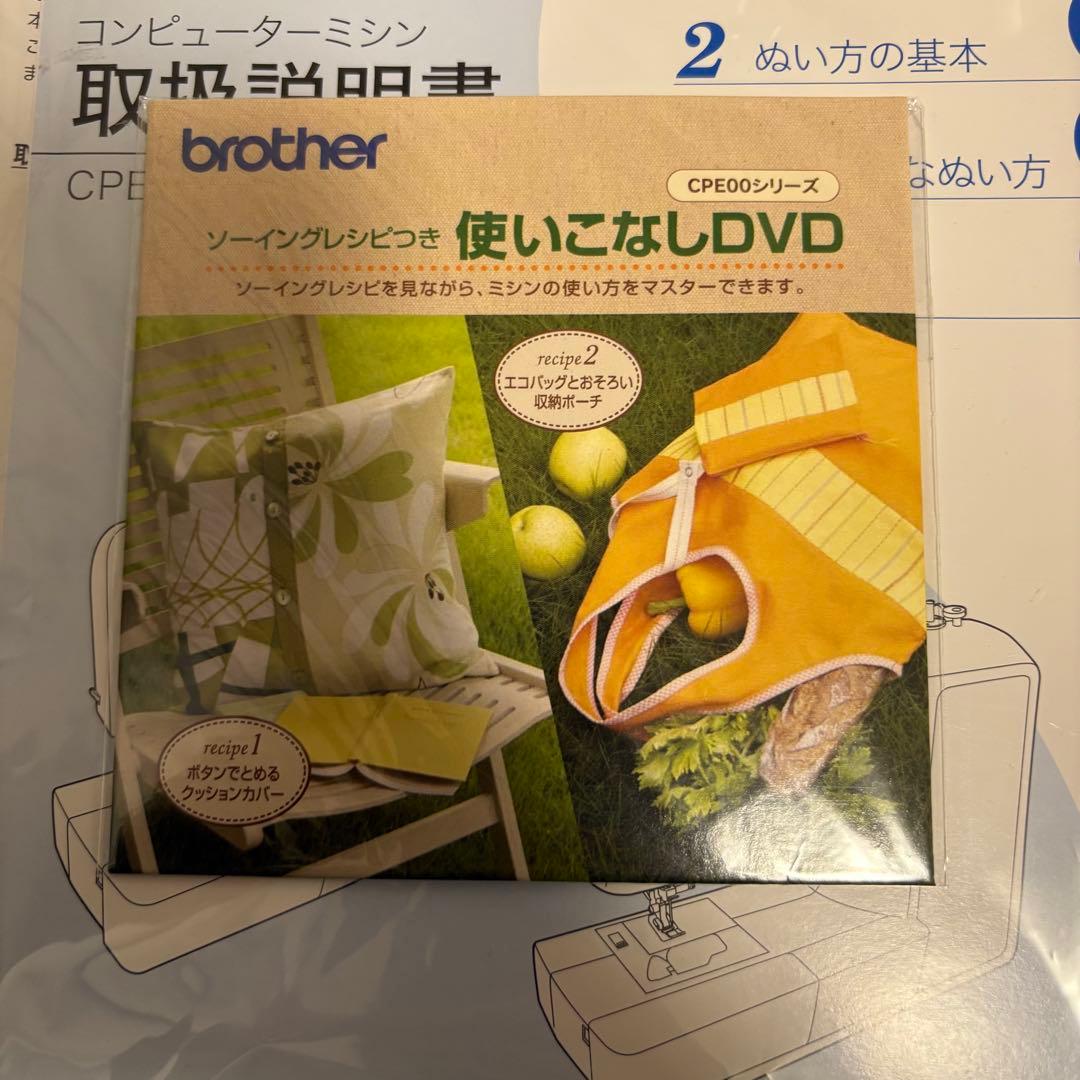 コンピューターミシン
取扱説明書
CPE
2 ぬい方の基本
なぬい方
brother
CPE00シリーズ
ソーイングレシピつき 使いこなしDVD
ソーイングレシピを見ながら、ミシンの使い方をマスターできます。
recipe2
エコバッグとおそろい
収納ポーチ
recipe1
ボタンでとめる
クッションカバー